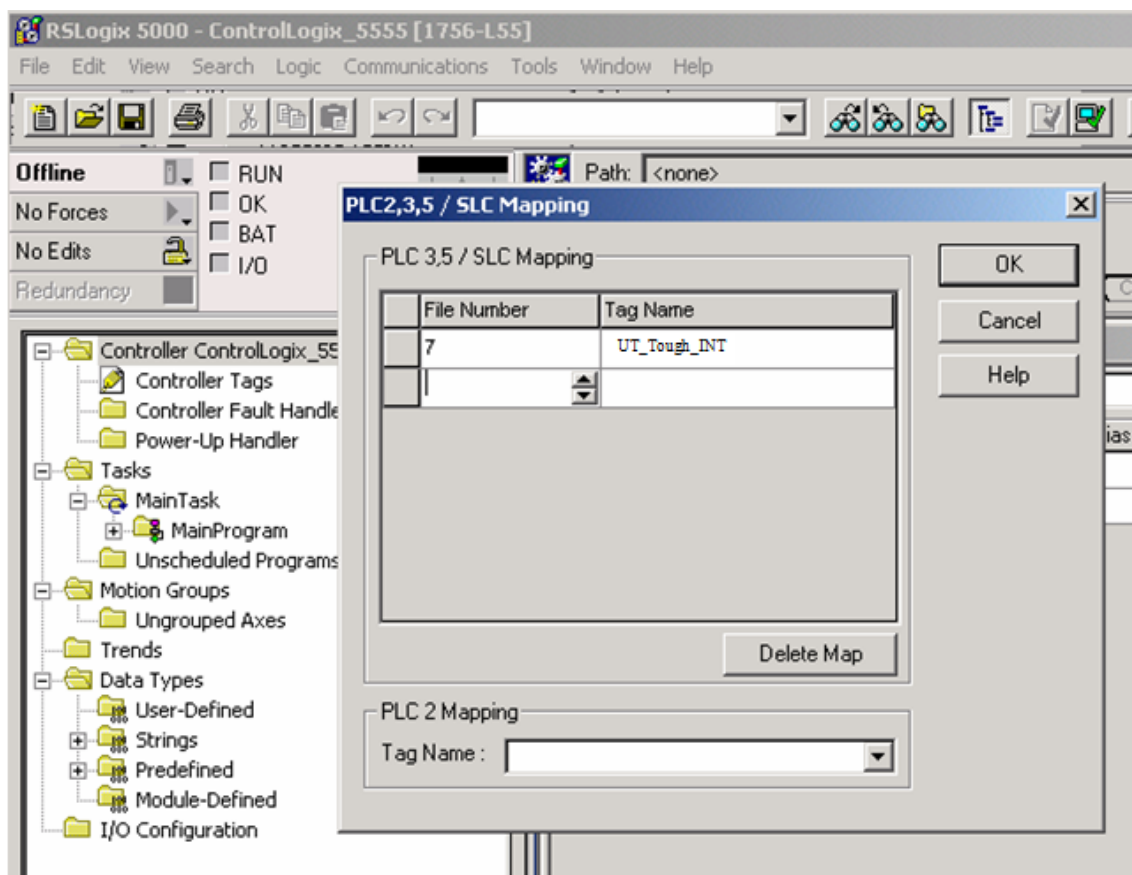 RSLogix 5000 - ControlLogix_5555 [1756-L55]
File Edit View Search Logic Communications Tools Window Help
Offline
RUN
Path: <none>
No Forces
OK
BAT
No Edits
I/O
Redundancy
PLC2,3,5 / SLC Mapping
PLC 3,5 / SLC Mapping
File Number Tag Name
7 UT_Tough_INT
OK
Cancel
Help
Delete Map
PLC 2 Mapping
Tag Name :
Controller ControlLogix_55
Controller Tags
Controller Fault Handle
Power-Up Handler
Tasks
MainTask
MainProgram
Unscheduled Programs
Motion Groups
Ungrouped Axes
Trends
Data Types
User-Defined
Strings
Predefined
Module-Defined
I/O Configuration
ias